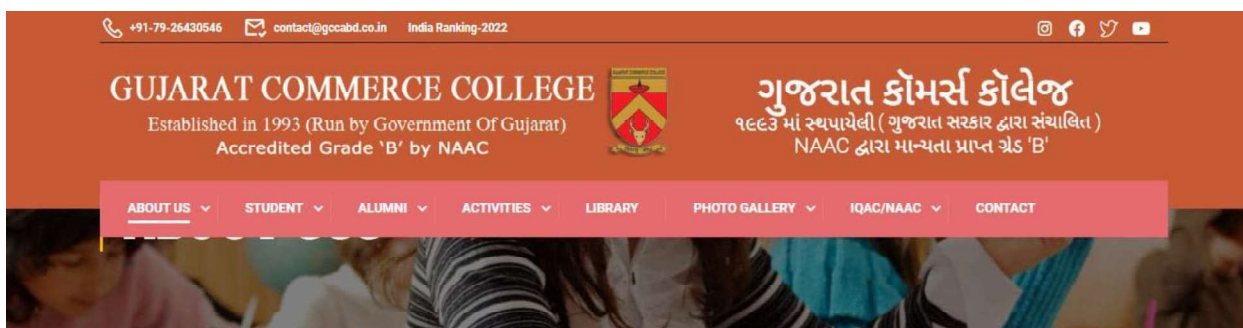 +91-79-26430546 contact@gccabd.co.in India Ranking-2022
GUJARAT COMMERCE COLLEGE
Established in 1993 (Run by Government Of Gujarat)
Accredited Grade 'B' by NAAC
ગુજરાત કૉમર્સ કૉલેજ
૧૯૯૩ માં સ્થપાયેલી ( ગુજરાત સરકાર દ્વારા સંચાલિત )
NAAC દ્વારા માન્યતા પ્રાપ્ત ગ્રેડ 'B'
ABOUT US STUDENT ALUMNI ACTIVITIES LIBRARY PHOTO GALLERY IQAC/NAAC CONTACT